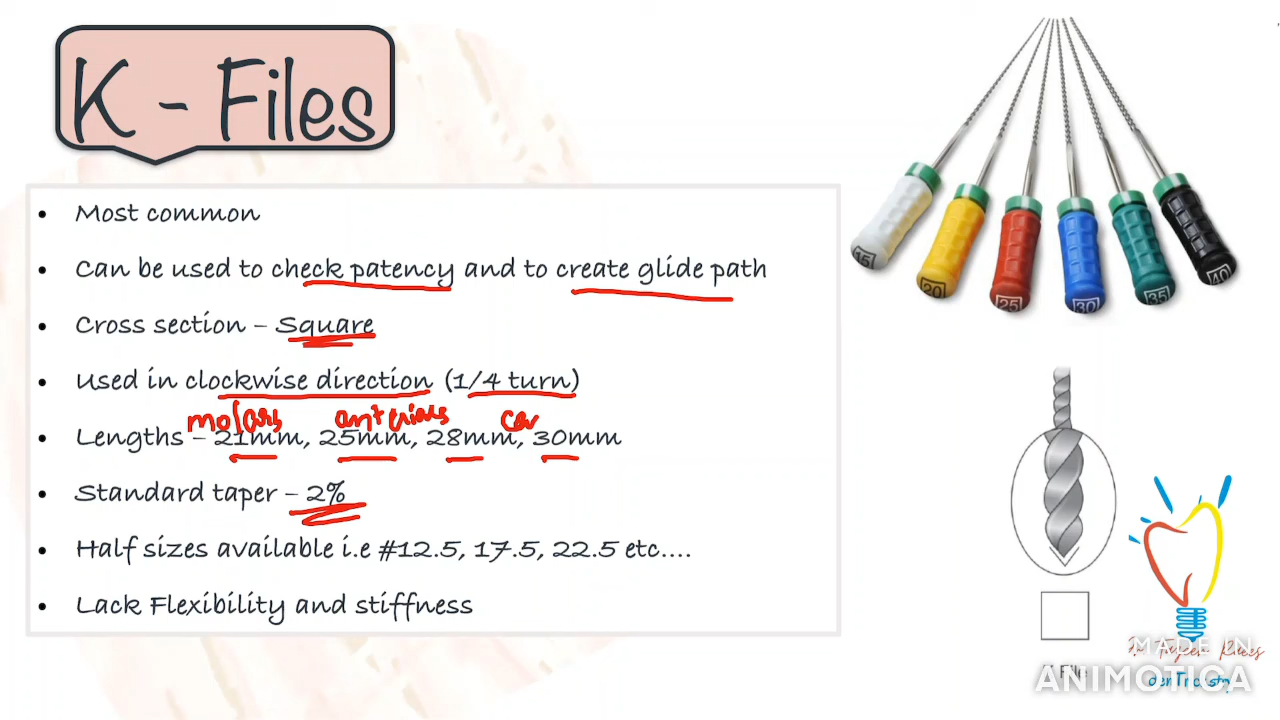 K - Files
Most common
Can be used to check patency and to create glide path
Cross section – Square
Used in clockwise direction (1/4 turn)
molars
Lengths – 21mm, 25mm, 28mm, 30mm
Standard taper – 2%
Half sizes available i.e #12.5, 17.5, 22.5 etc....
Lack Flexibility and stiffness
15
20
25
30
35
40
File
MADE IN
ANIMOTICA